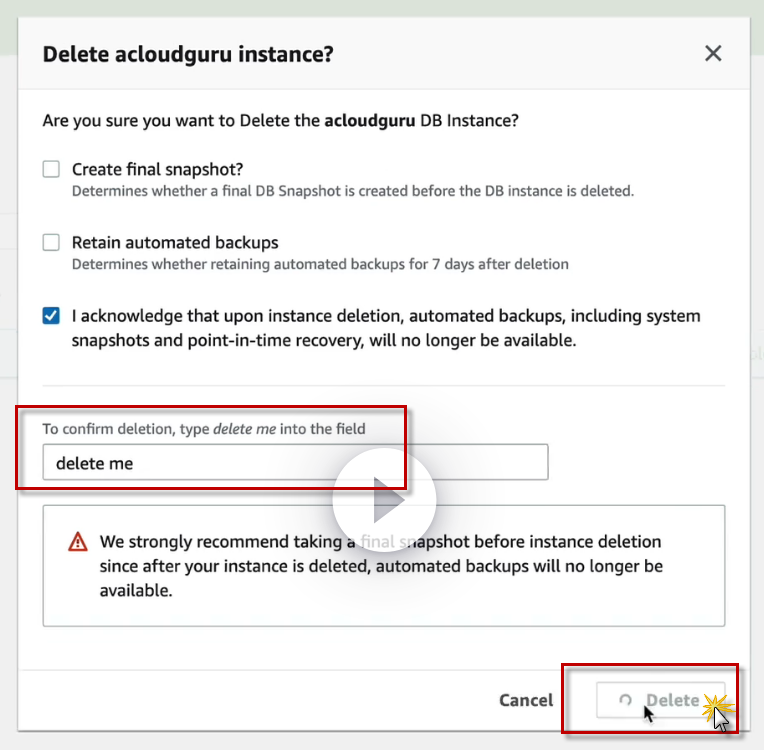 Delete acloudguru instance?
Are you sure you want to Delete the acloudguru DB Instance?
Create final snapshot?
Determines whether a final DB Snapshot is created before the DB instance is deleted.
Retain automated backups
Determines whether retaining automated backups for 7 days after deletion
I acknowledge that upon instance deletion, automated backups, including system
snapshots and point-in-time recovery, will no longer be available.
To confirm deletion, type delete me into the field
delete me
We strongly recommend taking a final snapshot before instance deletion
since after your instance is deleted, automated backups will no longer be
available.
Cancel
Delete